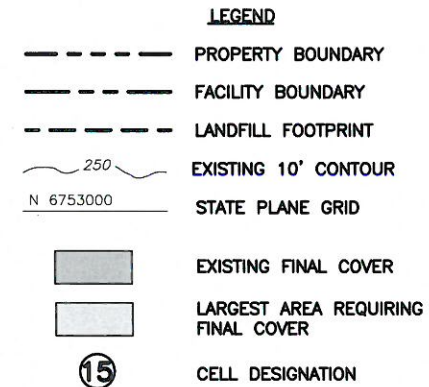 LEGEND
PROPERTY BOUNDARY
FACILITY BOUNDARY
LANDFILL FOOTPRINT
250 EXISTING 10' CONTOUR
N 6753000 STATE PLANE GRID
EXISTING FINAL COVER
LARGEST AREA REQUIRING
FINAL COVER
15 CELL DESIGNATION